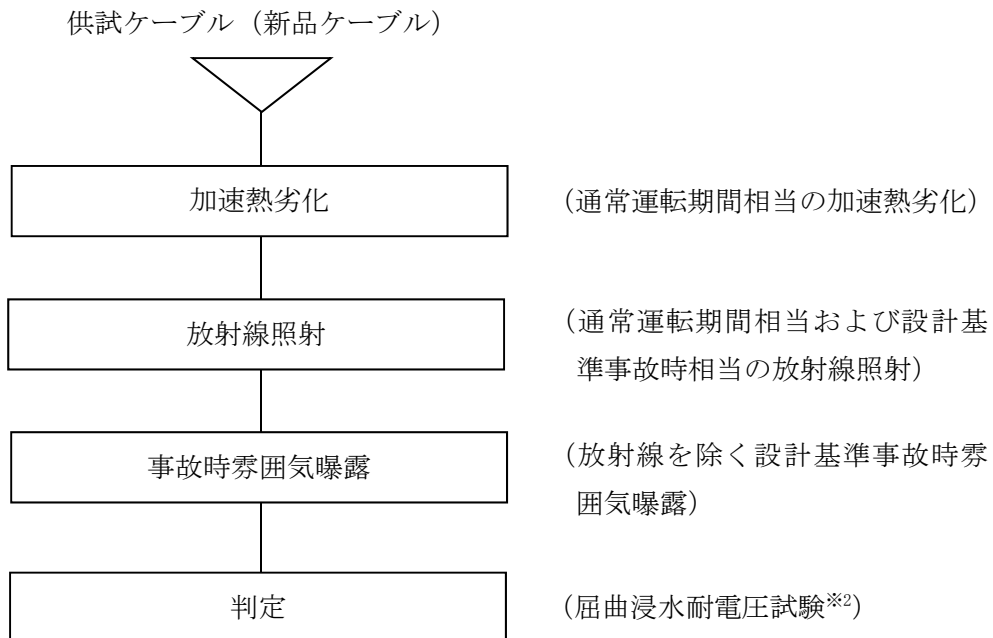 供試ケーブル（新品ケーブル）
加速熱劣化
（通常運転期間相当の加速熱劣化）
放射線照射
（通常運転期間相当および設計基
準事故時相当の放射線照射）
事故時雰囲気曝露
（放射線を除く設計基準事故時雰
囲気曝露）
判定
（屈曲浸水耐電圧試験※2）